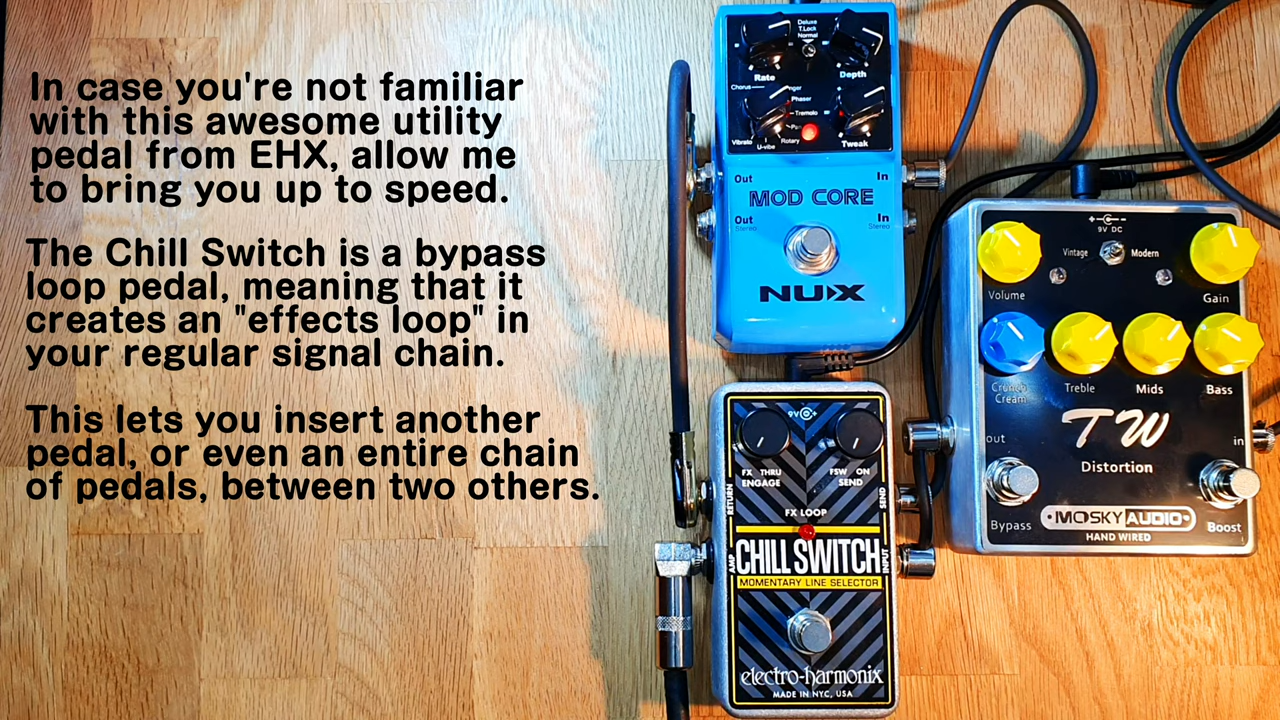 In case you're not familiar
with this awesome utility
pedal from EHX, allow me
to bring you up to speed.
The Chill Switch is a bypass
loop pedal, meaning that it
creates an "effects loop" in
your regular signal chain.
This lets you insert another
pedal, or even an entire chain
of pedals, between two others.
Deluxe
T.Lock
Normal
Rate
Depth
Chorus
Phaser
Tremolo
Pan
Rotary
U-vibe
Vibrato
Tweak
Out
In
MOD CORE
Out
Stereo
In
Stereo
NUX
9V DC
Vintage
Modern
Volume
Gain
Crunch
Cream
Treble
Mids
Bass
TW
out
in
Distortion
Bypass
MOSKY AUDIO
Boost
HAND WIRED
9V
FX THRU
ENGAGE
FSW ON
SEND
RETURN
SEND
FX LOOP
AMP
INPUT
CHILL SWITCH
MOMENTARY LINE SELECTOR
electro-harmonix
MADE IN NYC, USA